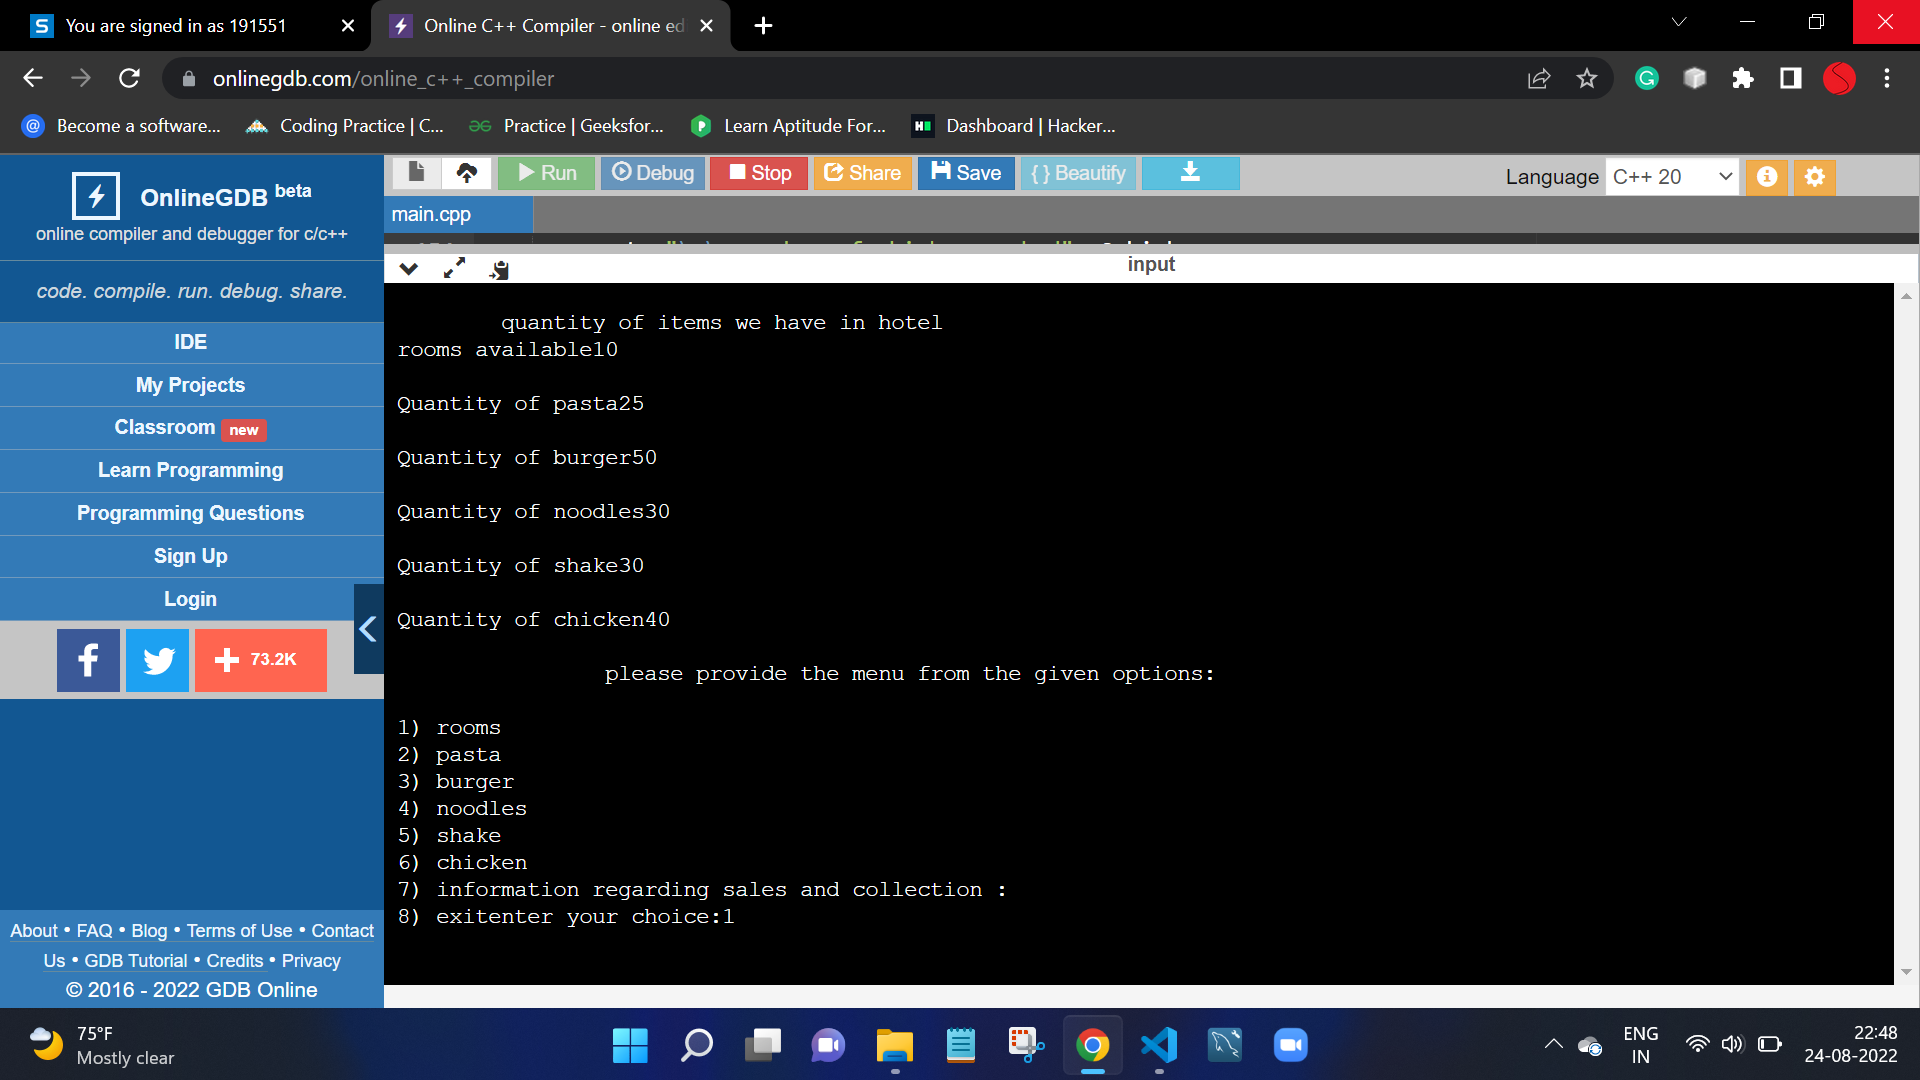 You are signed in as 191551
Online C++ Compiler - online ed
onlinegdb.com/online_c++_compiler
Become a software...
Coding Practice | C...
Practice | Geeksfor...
Learn Aptitude For...
Dashboard | Hacker...
OnlineGDB beta
online compiler and debugger for c/c++
code. compile. run. debug. share.
IDE
My Projects
Classroom new
Learn Programming
Programming Questions
Sign Up
Login
73.2K
About • FAQ • Blog • Terms of Use • Contact
Us • GDB Tutorial • Credits • Privacy
© 2016 - 2022 GDB Online
Run
Debug
Stop
Share
Save
{ } Beautify
Language C++ 20
main.cpp
input
quantity of items we have in hotel
rooms available10
Quantity of pasta25
Quantity of burger50
Quantity of noodles30
Quantity of shake30
Quantity of chicken40
please provide the menu from the given options:
1) rooms
2) pasta
3) burger
4) noodles
5) shake
6) chicken
7) information regarding sales and collection :
8) exitenter your choice:1
75°F
Mostly clear
ENG
IN
22:48
24-08-2022